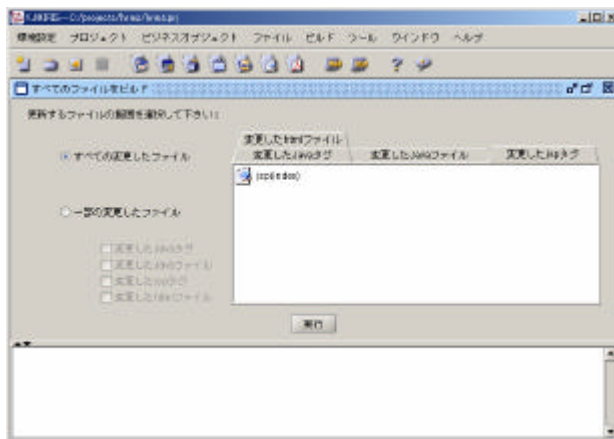 環境設定 プロジェクト ビジネスオブジェクト ファイル ビルド ツール ウインドウ ヘルプ
すべてのファイルをビルド
更新するファイルの範囲を選択して下さい:
すべての変更したファイル
一部の変更したファイル
変更したJavaタグ
変更したJavaファイル
変更したjspタグ
変更したhtmlファイル
変更したhtmlファイル
変更したJavaタグ 変更したJavaファイル 変更したjspタグ
実行